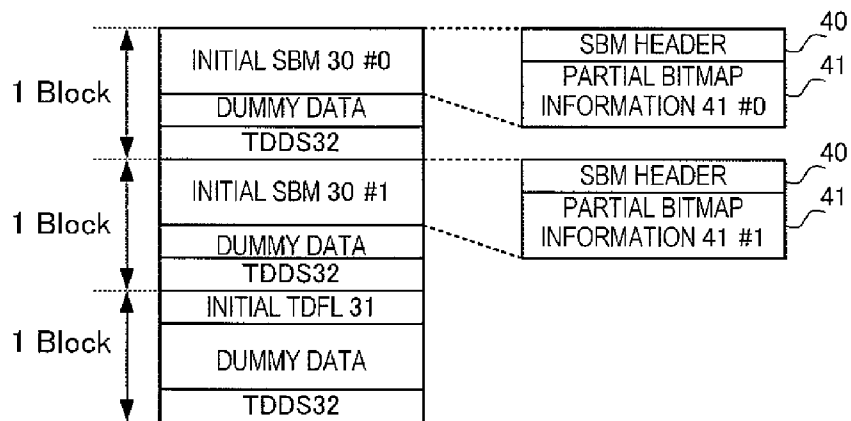 1 Block
INITIAL SBM 30 #0
DUMMY DATA
TDDS32
SBM HEADER
40
PARTIAL BITMAP
INFORMATION 41 #0
41
1 Block
INITIAL SBM 30 #1
DUMMY DATA
TDDS32
SBM HEADER
40
PARTIAL BITMAP
INFORMATION 41 #1
41
1 Block
INITIAL TDFL 31
DUMMY DATA
TDDS32